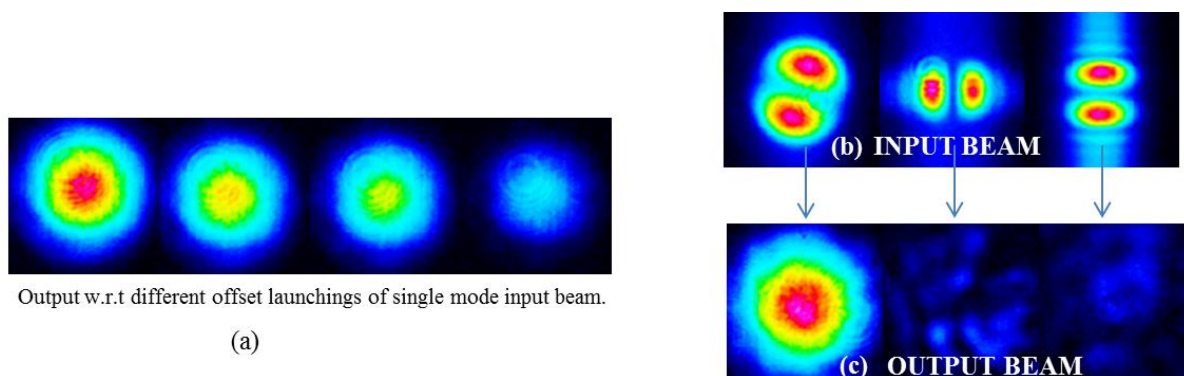 Output w.r.t different offset launchings of single mode input beam.
(a)
(b) INPUT BEAM
(c) OUTPUT BEAM